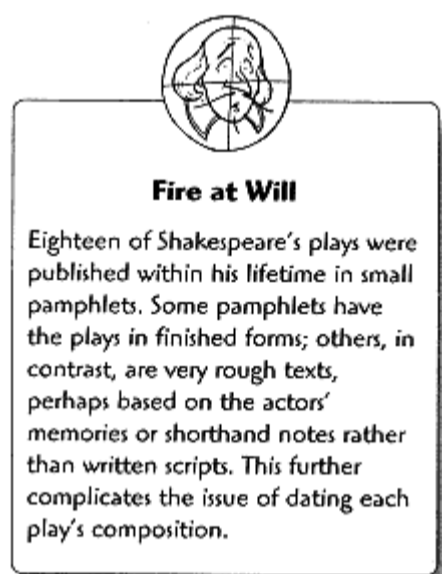 Fire at Will
Eighteen of Shakespeare's plays were
published within his lifetime in small
pamphlets. Some pamphlets have
the plays in finished forms; others, in
contrast, are very rough texts,
perhaps based on the actors'
memories or shorthand notes rather
than written scripts. This further
complicates the issue of dating each
play's composition.